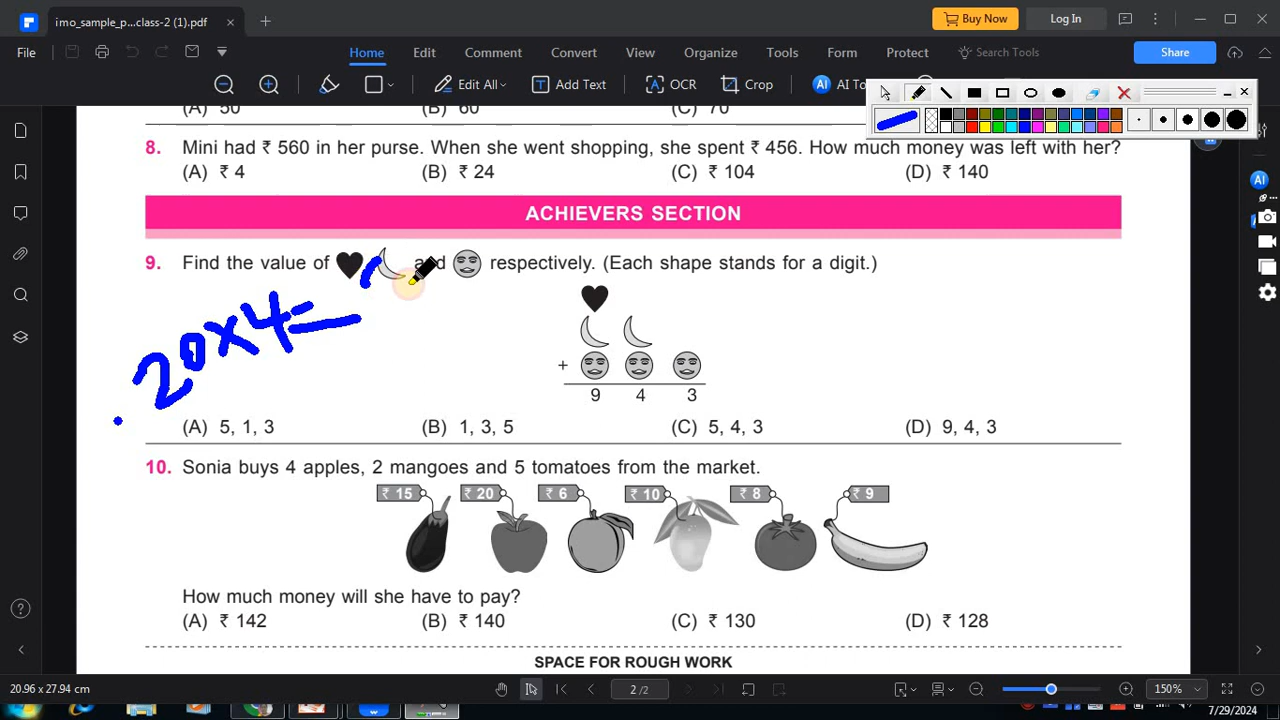 imo_sample_p...class-2 (1).pdf
Buy Now
Log In
File
Home
Edit
Comment
Convert
View
Organize
Tools
Form
Protect
Search Tools
Share
Edit All
Add Text
OCR
Crop
AI To
(A) 50 (B) 60 (C) 70
8. Mini had ₹ 560 in her purse. When she went shopping, she spent ₹ 456. How much money was left with her?
(A) ₹ 4 (B) ₹ 24 (C) ₹ 104 (D) ₹ 140
ACHIEVERS SECTION
9. Find the value of and respectively. (Each shape stands for a digit.)
20x4=
+
9 4 3
(A) 5, 1, 3 (B) 1, 3, 5 (C) 5, 4, 3 (D) 9, 4, 3
10. Sonia buys 4 apples, 2 mangoes and 5 tomatoes from the market.
₹ 15 ₹ 20 ₹ 6 ₹ 10 ₹ 8 ₹ 9
How much money will she have to pay?
(A) ₹ 142 (B) ₹ 140 (C) ₹ 130 (D) ₹ 128
SPACE FOR ROUGH WORK
20.96 x 27.94 cm
2 /2
150%
7/29/2024